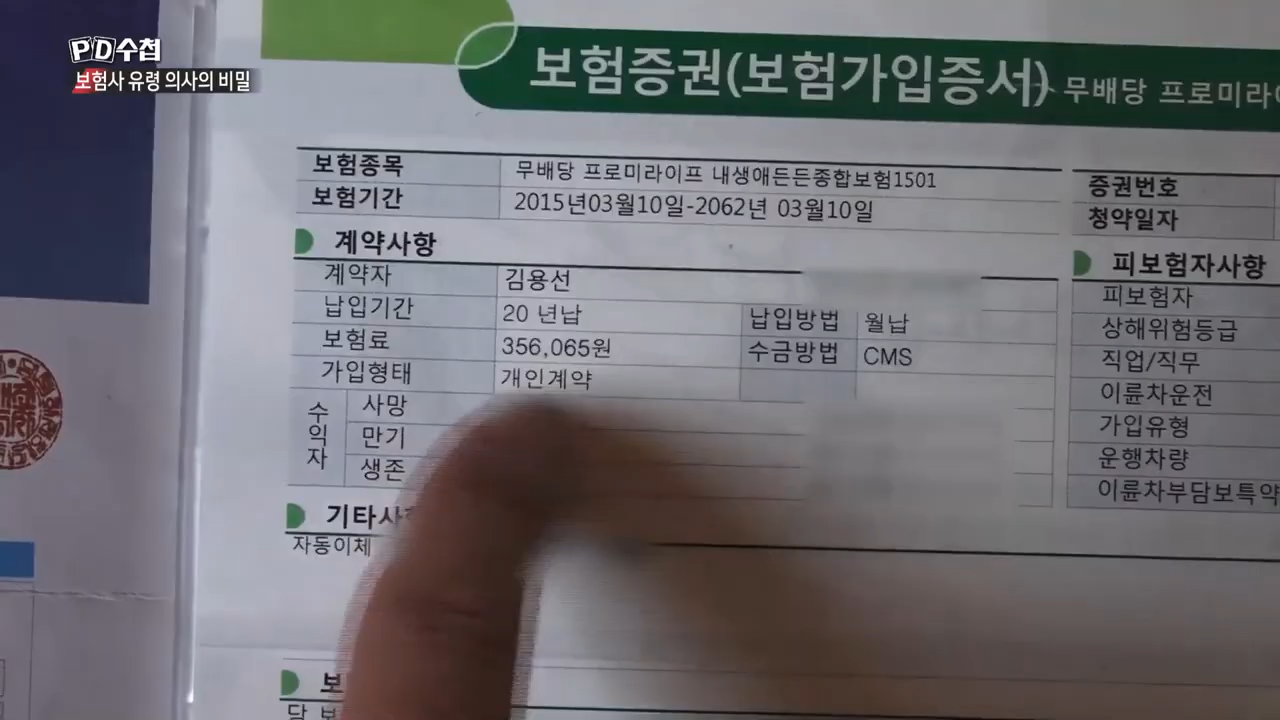 PD수첩
보험사 유령 의사의 비밀
보험증권(보험가입증서) 무배당 프로미라이
보험종목 무배당 프로미라이프 내생애든든종합보험1501
보험기간 2015년03월10일-2062년 03월10일
증권번호
청약일자
계약사항
계약자 김용선
납입기간 20 년납 납입방법 월납
보험료 356,065원 수금방법 CMS
가입형태 개인계약
수익자
사망
만기
생존
피보험자사항
피보험자
상해위험등급
직업/직무
이륜차운전
가입유형
운행차량
이륜차부담보특약
기타사
자동이체
보
당 보